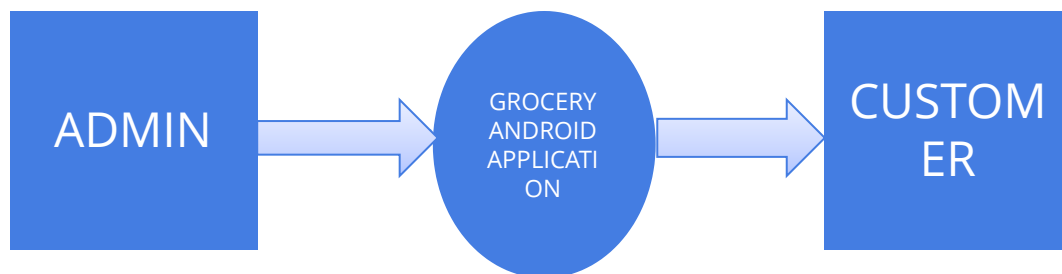 ADMIN
GROCERY
ANDROID
APPLICATI
ON
CUSTOM
ER